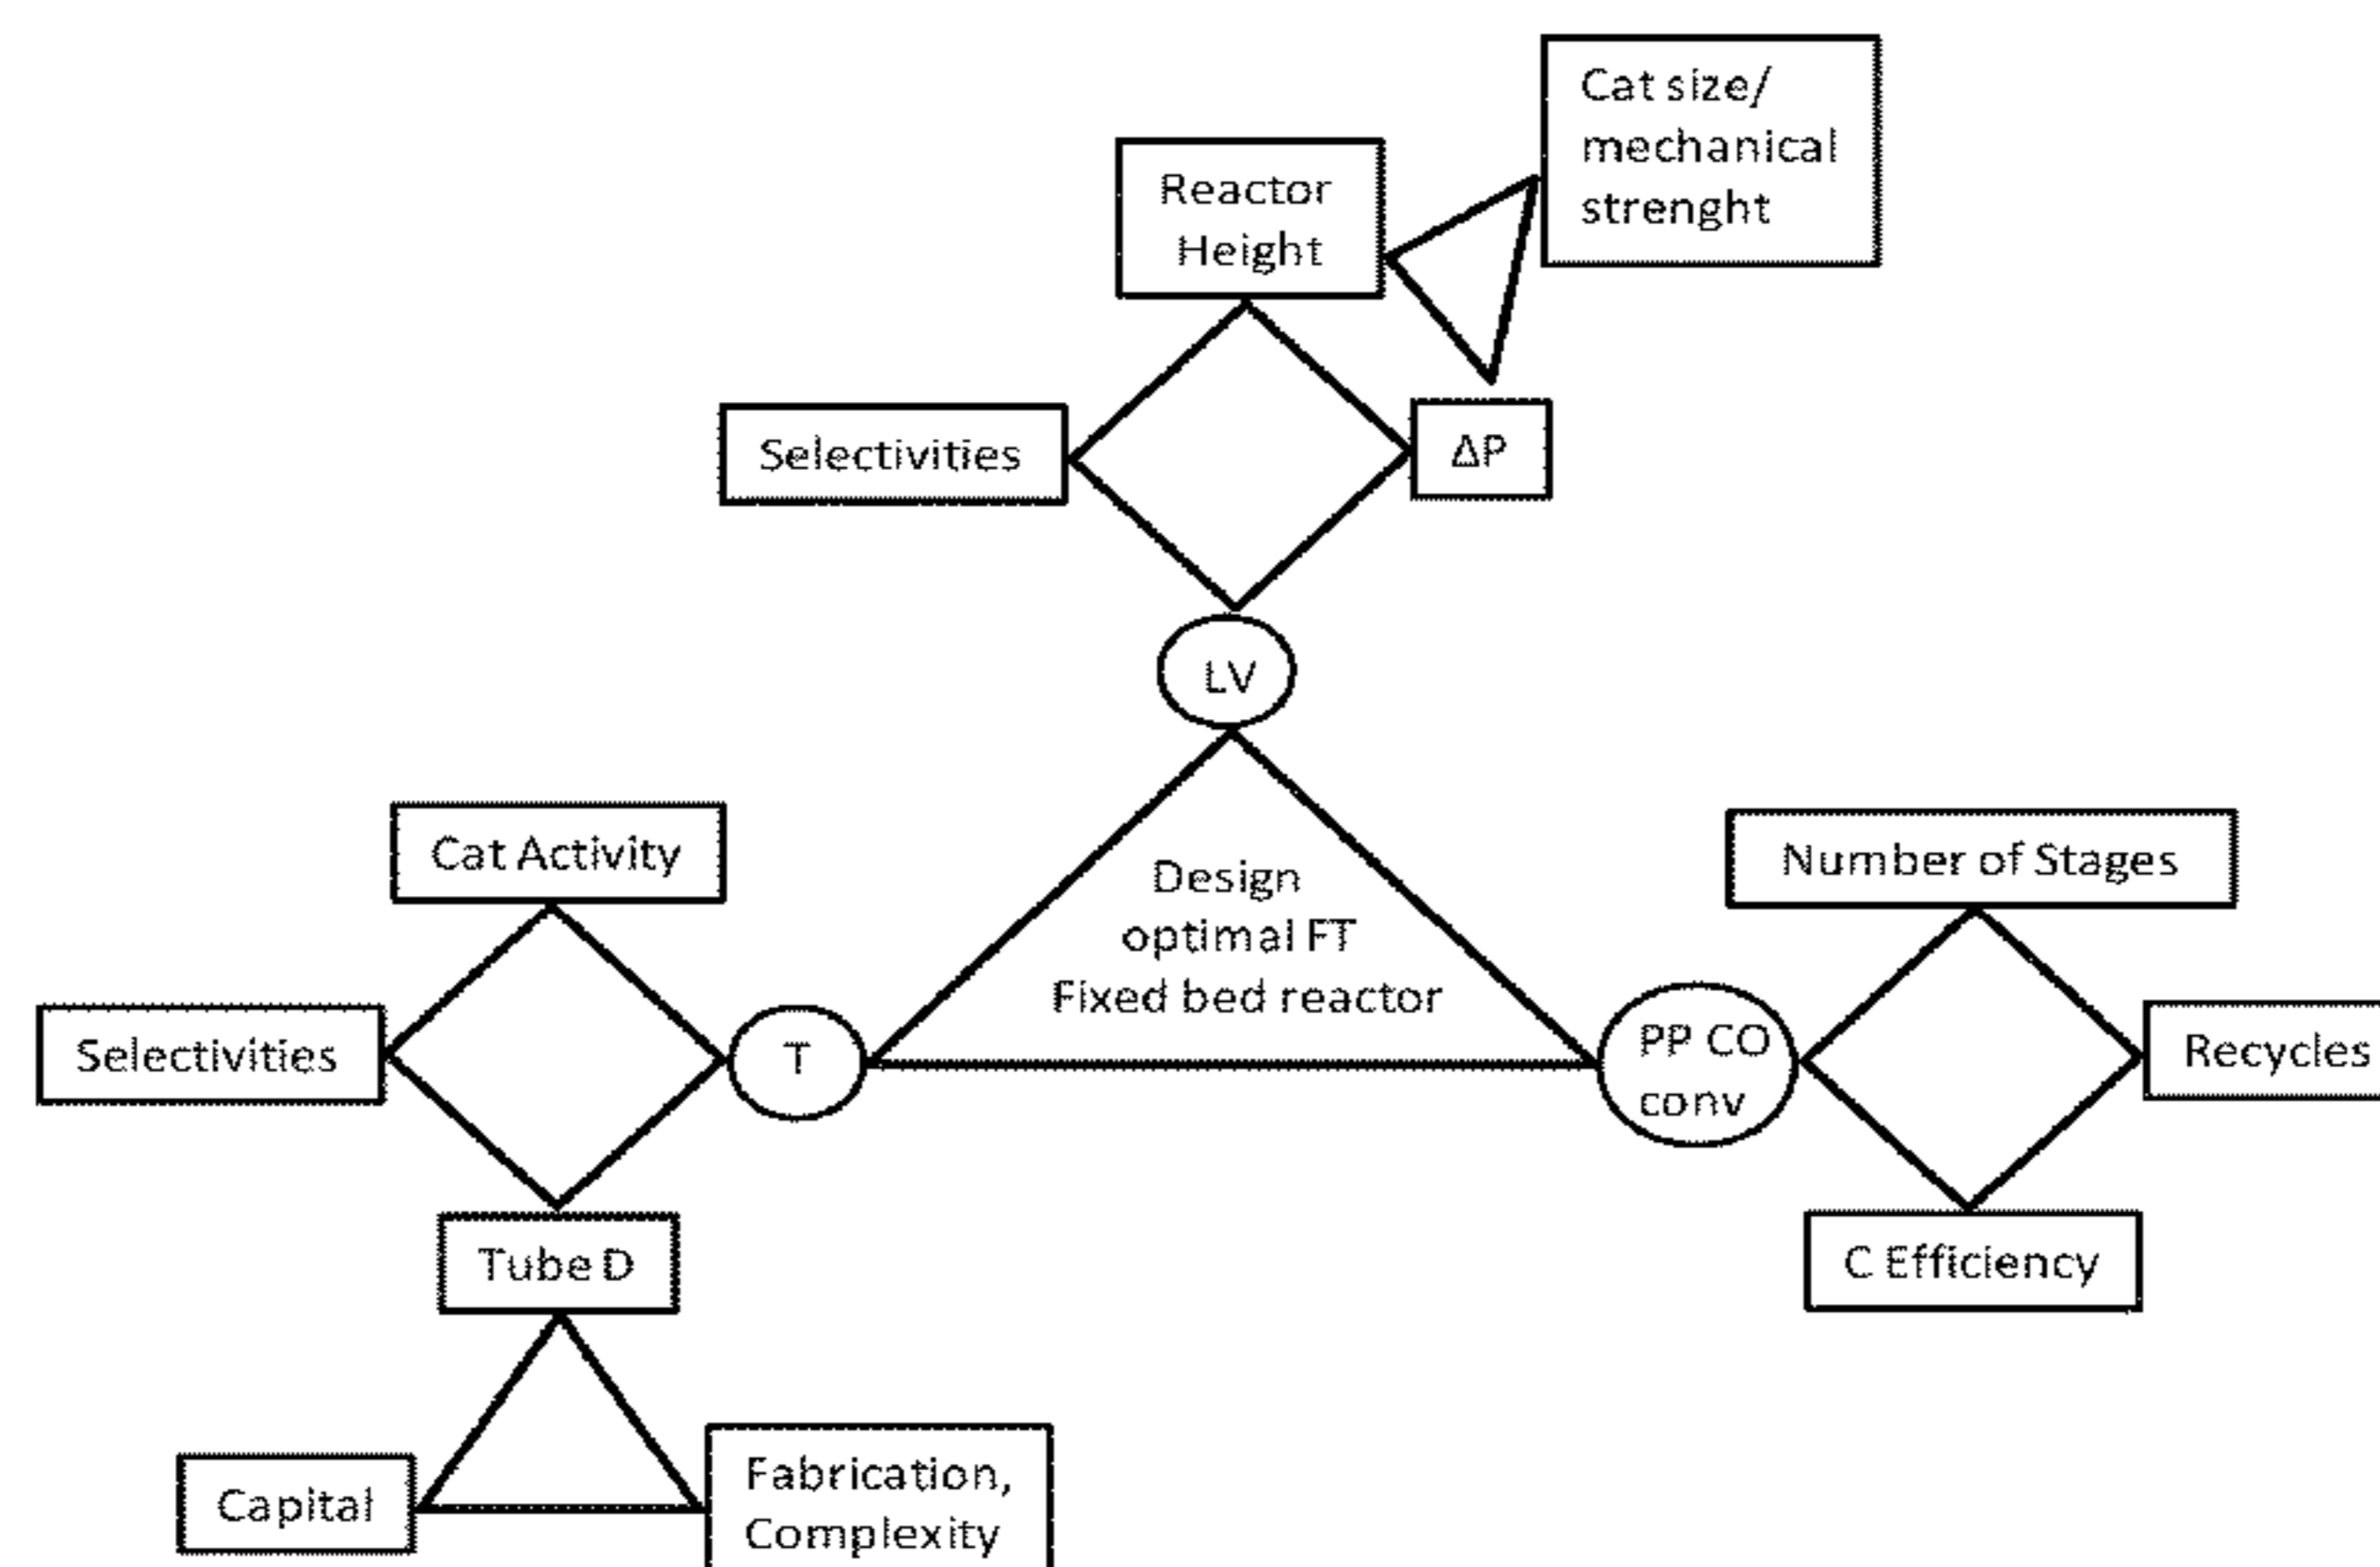 Cat size/
mechanical
strenght
Reactor
Height
Selectivities
ΔP
LV
Cat Activity
Number of Stages
Design
optimal FT
Fixed bed reactor
Selectivities
T
PP CO
conv
Recycles
Tube D
C Efficiency
Capital
Fabrication,
Complexity